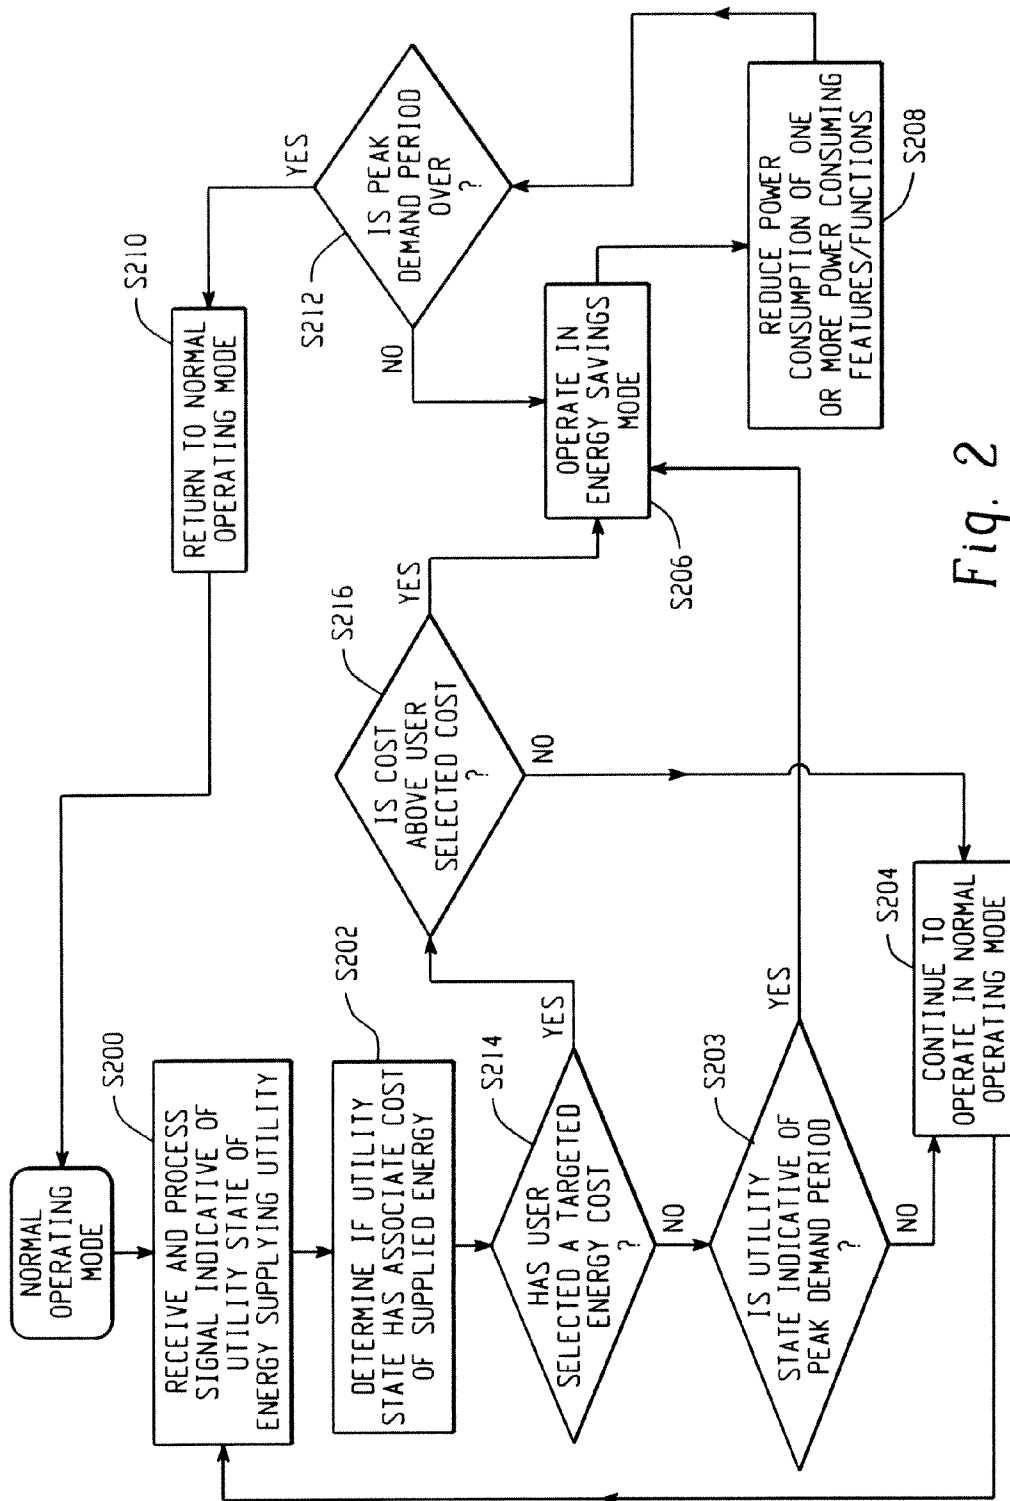 NORMAL
OPERATING
MODE
S200
RECEIVE AND PROCESS
SIGNAL INDICATIVE OF
UTILITY STATE OF
ENERGY SUPPLYING UTILITY
S202
DETERMINE IF UTILITY
STATE HAS ASSOCIATE COST
OF SUPPLIED ENERGY
S214
HAS USER
SELECTED A TARGETED
ENERGY COST
?
YES
NO
S203
IS UTILITY
STATE INDICATIVE OF
PEAK DEMAND PERIOD
?
YES
NO
S204
CONTINUE TO
OPERATE IN NORMAL
OPERATING MODE
S216
IS COST
ABOVE USER
SELECTED COST
?
YES
NO
S206
OPERATE IN
ENERGY SAVINGS
MODE
S208
REDUCE POWER
CONSUMPTION OF ONE
OR MORE POWER CONSUMING
FEATURES/FUNCTIONS
S212
IS PEAK
DEMAND PERIOD
OVER
?
YES
NO
S210
RETURN TO NORMAL
OPERATING MODE
Fig. 2